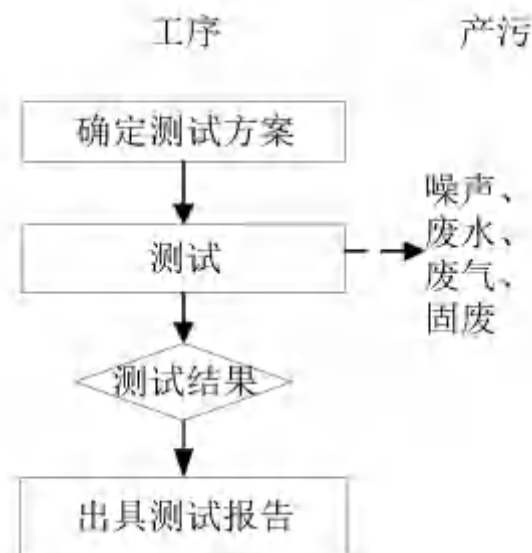 工序 产污
确定测试方案
测试
噪声、
废水、
废气、
固废
测试结果
出具测试报告